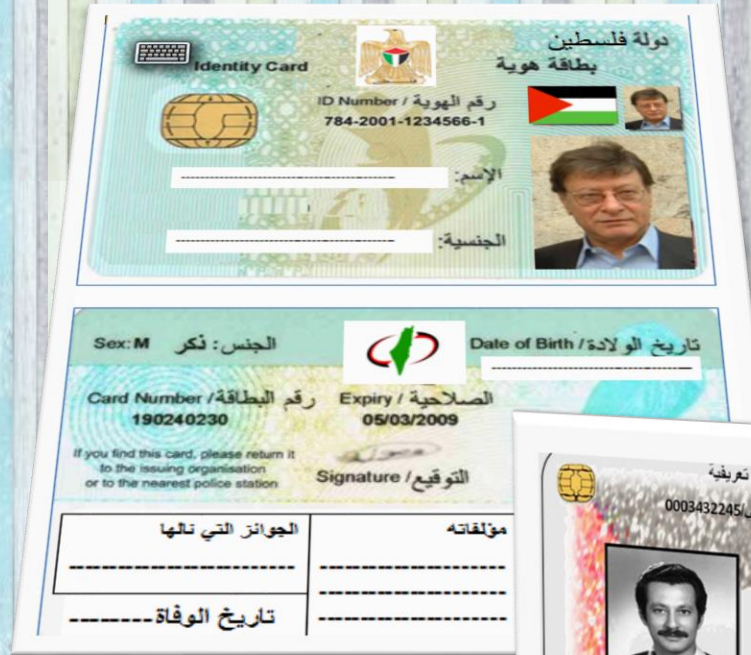 دولة فلسطين
بطاقة هوية
Identity Card
رقم الهوية / ID Number
784-2001-1234566-1
الإسم: ------------------------
الجنسية: ------------------------
Sex: M الجنس: ذكر
تاريخ الولادة / Date of Birth
------------------------
رقم البطاقة / Card Number
190240230
الصلاحية / Expiry
05/03/2009
If you find this card, please return it
to the issuing organisation
or to the nearest police station
التوقيع / Signature
مؤلفاته
------------------------
------------------------
------------------------
الجوائز التي نالها
------------------------
تاريخ الوفاة-------
تعريفية
0003432245/